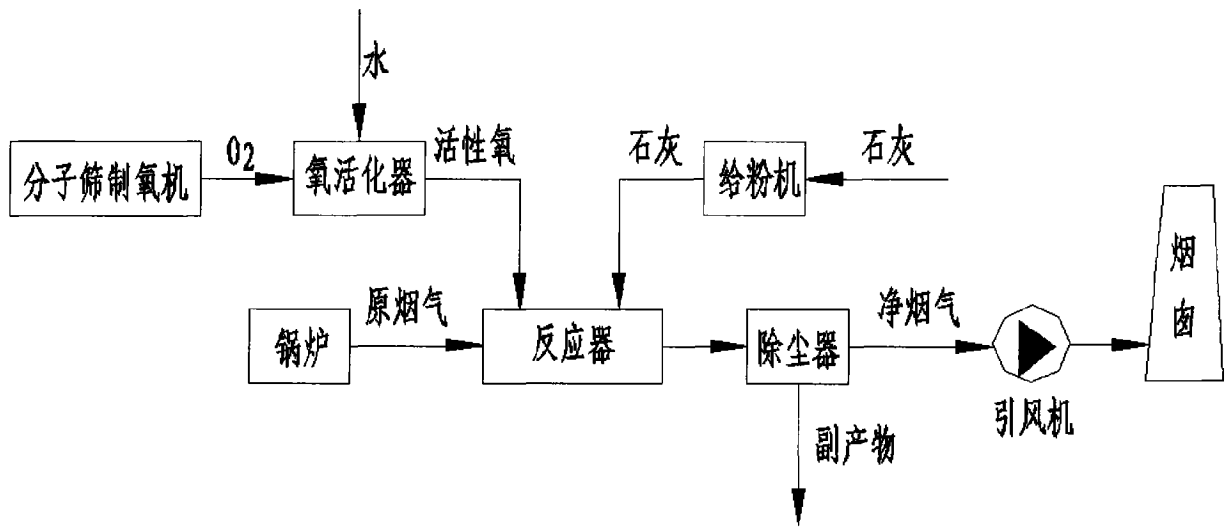 水
分子筛制氧机
O2
氧活化器
活性氧
石灰
给粉机
石灰
锅炉
原烟气
反应器
除尘器
净烟气
引风机
烟囱
副产物